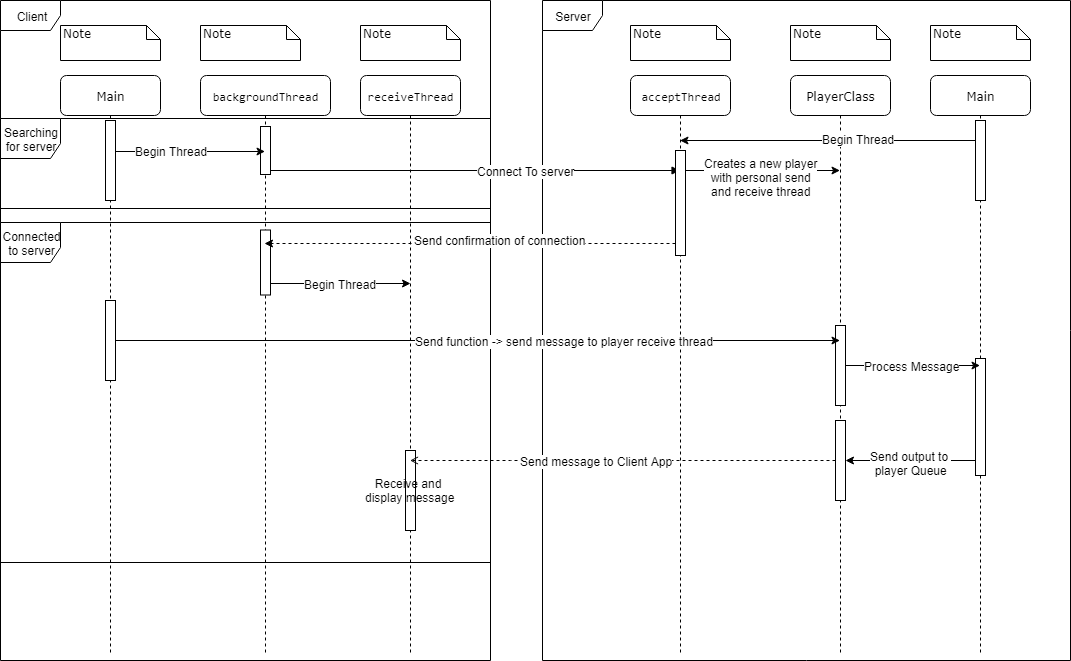 Client
Server
Note
Note
Note
Note
Note
Note
Main
backgroundThread
receiveThread
acceptThread
PlayerClass
Main
Searching
for server
Begin Thread
Begin Thread
Connect To server
Creates a new player
with personal send
and receive thread
Connected
to server
Send confirmation of connection
Begin Thread
Send function -> send message to player receive thread
Process Message
Send message to Client App
Send output to
player Queue
Receive and
display message